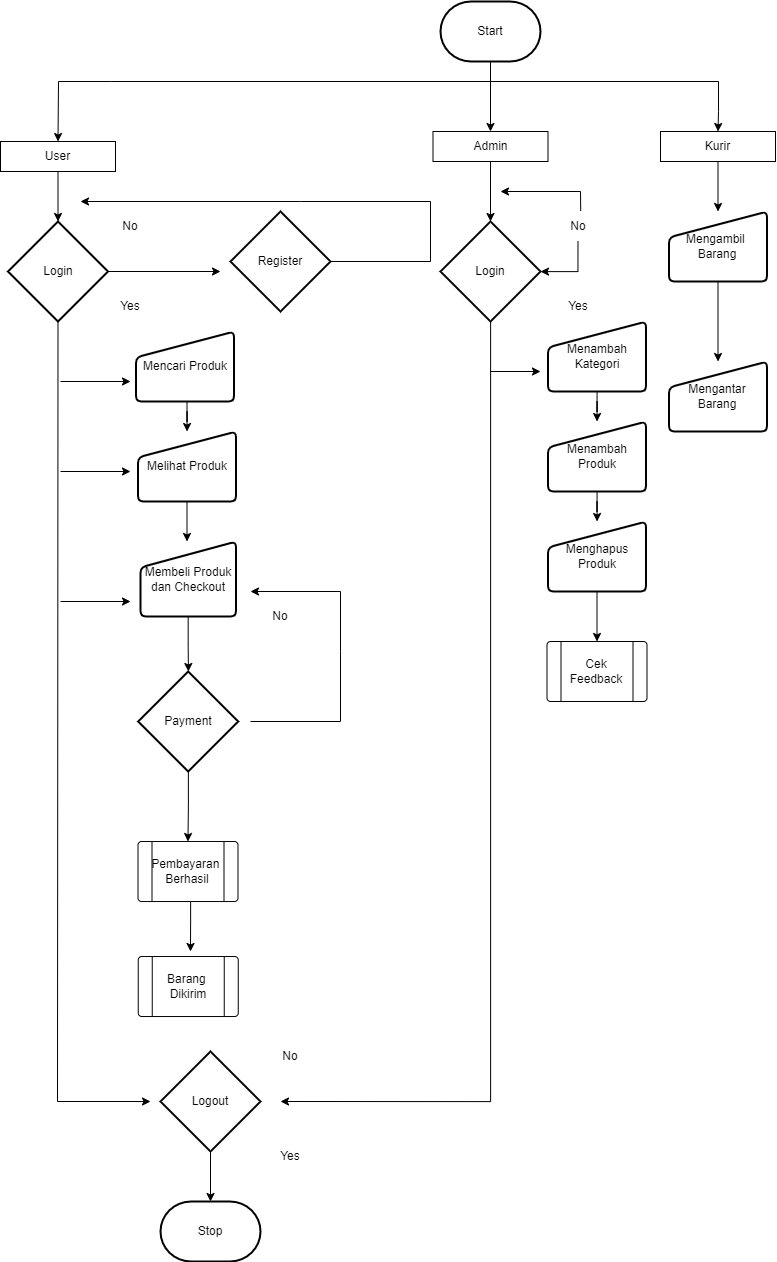 Start
User
Admin
Kurir
No
Login
Register
Yes
No
Login
Yes
Mengambil
Barang
Mengantar
Barang
Mencari Produk
Melihat Produk
Membeli Produk
dan Checkout
No
Payment
Pembayaran
Berhasil
Barang
Dikirim
Menambah
Kategori
Menambah
Produk
Menghapus
Produk
Cek
Feedback
No
Logout
Yes
Stop